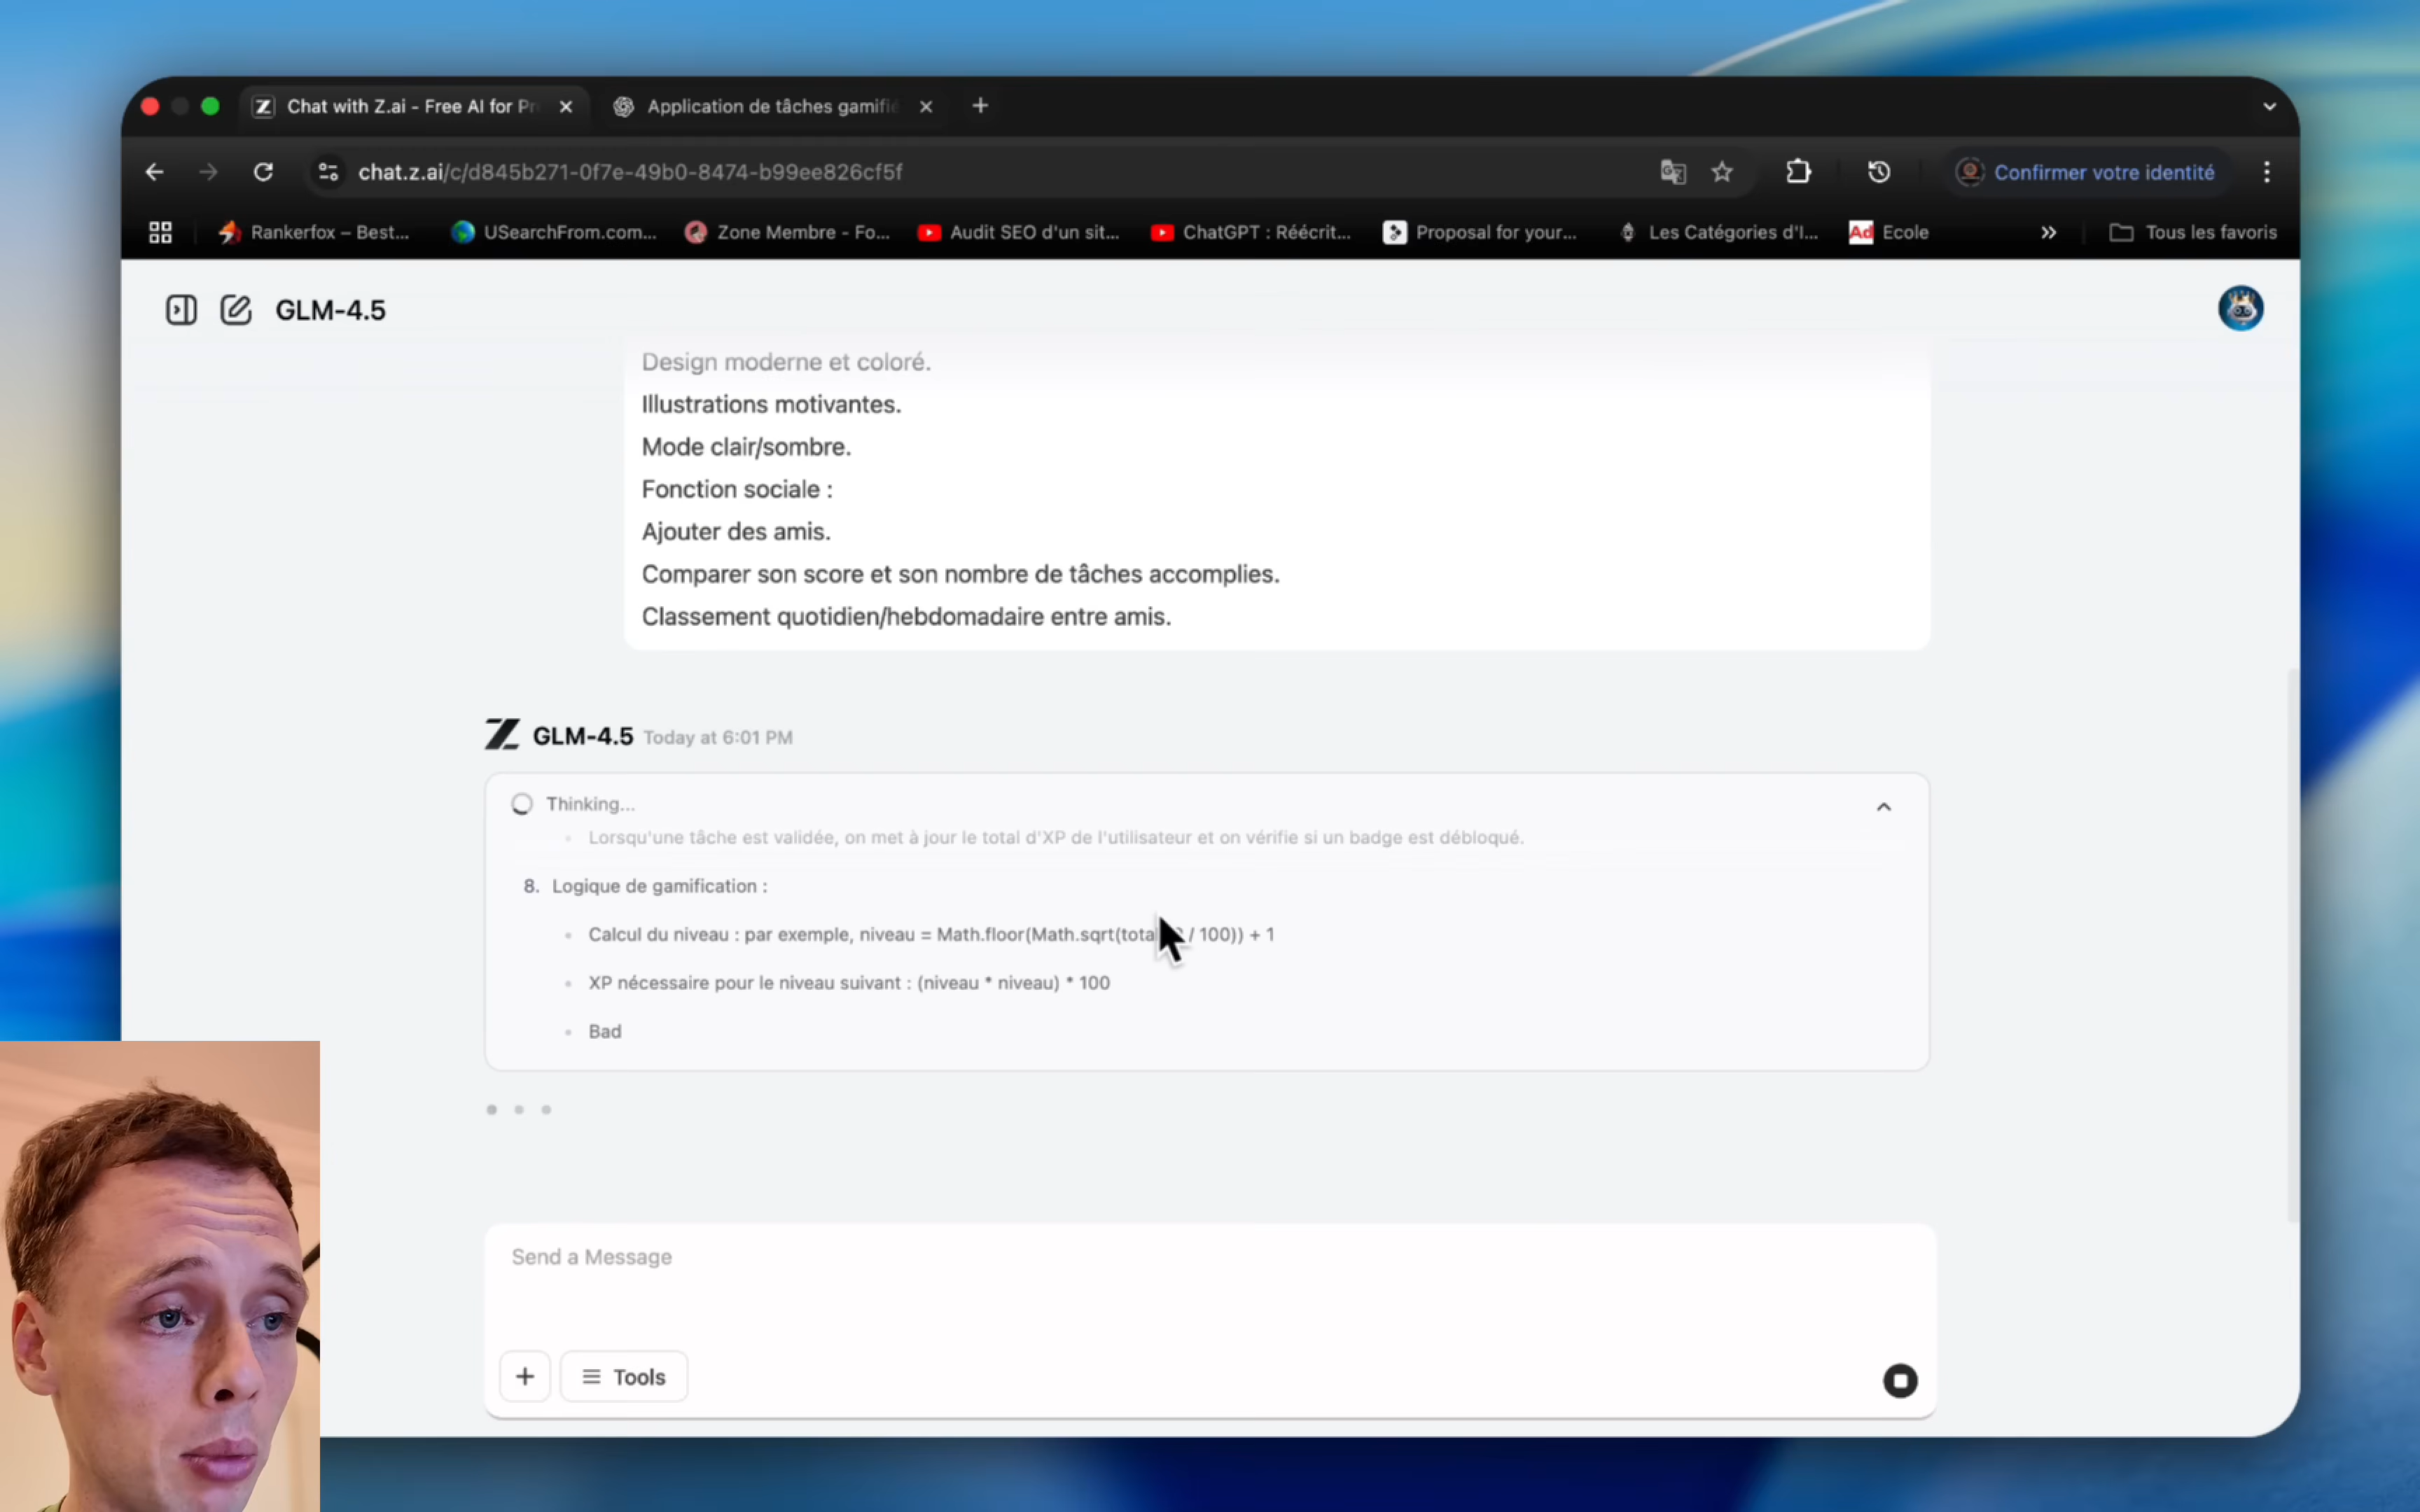 Chat with Z.ai - Free AI for Pr
Application de tâches gamifié
chat.z.ai/c/d845b271-0f7e-49b0-8474-b99ee826cf5f
Confirmer votre identité
Rankerfox – Best...
USearchFrom.com...
Zone Membre - Fo...
Audit SEO d'un sit...
ChatGPT : Réécrit...
Proposal for your...
Les Catégories d'I...
Ad Ecole
Tous les favoris
GLM-4.5
Design moderne et coloré.
Illustrations motivantes.
Mode clair/sombre.
Fonction sociale :
Ajouter des amis.
Comparer son score et son nombre de tâches accomplies.
Classement quotidien/hebdomadaire entre amis.
GLM-4.5 Today at 6:01 PM
Thinking...
Lorsqu'une tâche est validée, on met à jour le total d'XP de l'utilisateur et on vérifie si un badge est débloqué.
8. Logique de gamification :
Calcul du niveau : par exemple, niveau = Math.floor(Math.sqrt(tota / 100)) + 1
XP nécessaire pour le niveau suivant : (niveau * niveau) * 100
Bad
Send a Message
Tools